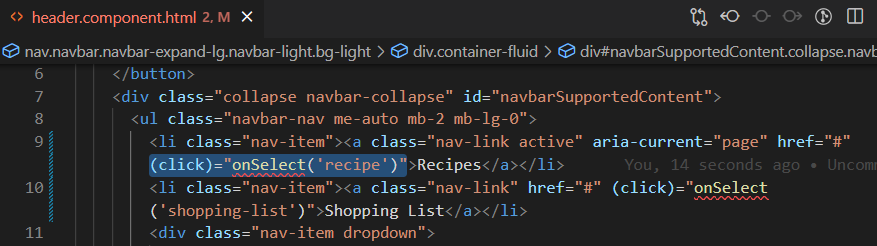 header.component.html 2, M
nav.navbar.navbar-expand-lg.navbar-light.bg-light > div.container-fluid > div#navbarSupportedContent.collapse.navb
6 </button>
7 <div class="collapse navbar-collapse" id="navbarSupportedContent">
8 <ul class="navbar-nav me-auto mb-2 mb-lg-0">
9 <li class="nav-item"><a class="nav-link active" aria-current="page" href="#"
(click)="onSelect('recipe')">Recipes</a></li> You, 14 seconds ago • Uncomm
10 <li class="nav-item"><a class="nav-link" href="#" (click)="onSelect
('shopping-list')">Shopping List</a></li>
11 <div class="nav-item dropdown">